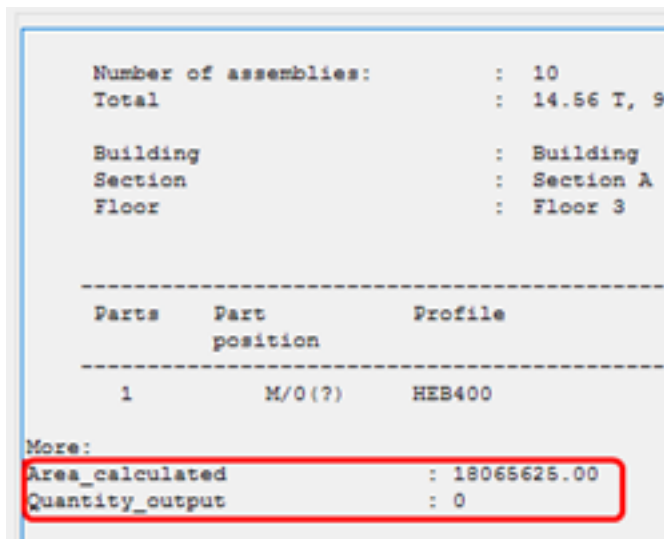 Number of assemblies: : 10
Total : 14.56 T, 9
Building : Building
Section : Section A
Floor : Floor 3
Parts Part position Profile
1 M/0(?) HEB400
More:
Area_calculated : 18065625.00
Quantity_output : 0